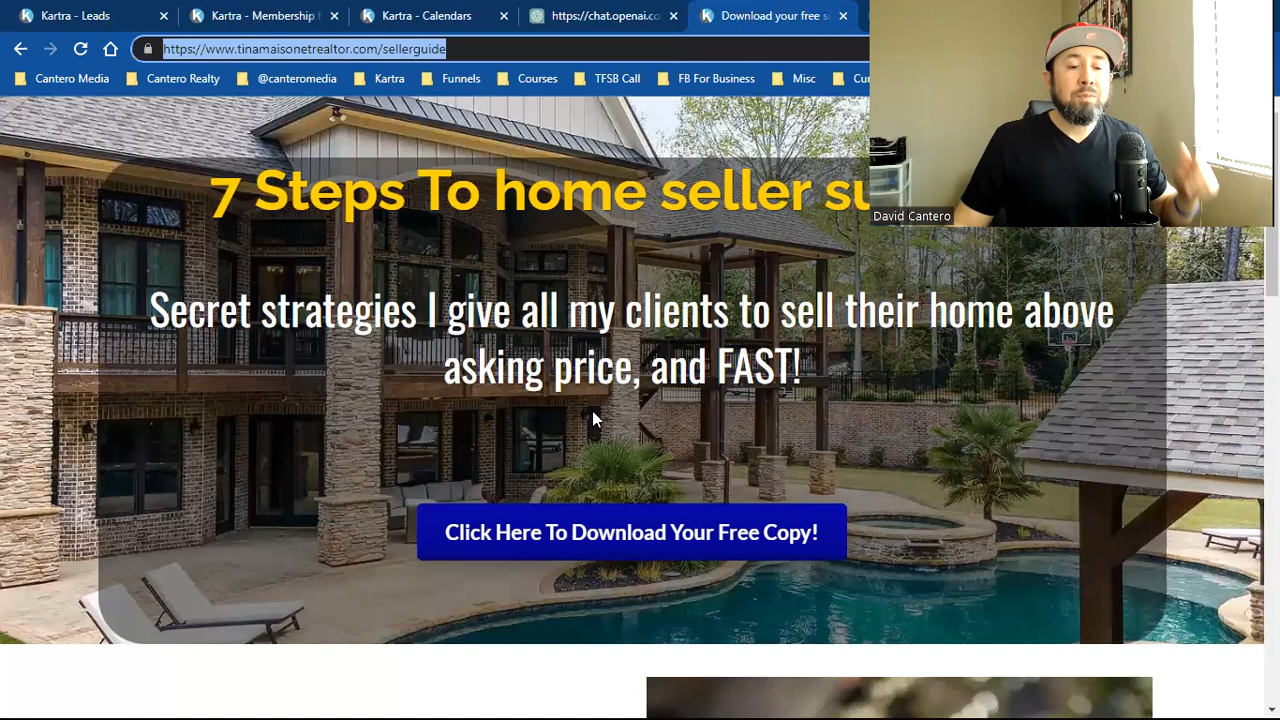 Kartra - Leads
Kartra - Membership f
Kartra - Calendars
https://chat.openai.co
Download your free s
https://www.tinamaisonetrealtor.com/sellerguide
Cantero Media
Cantero Realty
@canteromedia
Kartra
Funnels
Courses
TFSB Call
FB For Business
Misc
Cu
David Cantero
7 Steps To home seller su
Secret strategies I give all my clients to sell their home above
asking price, and FAST!
Click Here To Download Your Free Copy!